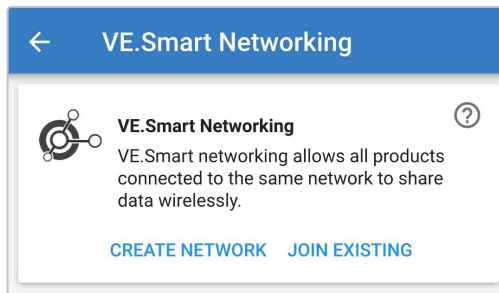 VE.Smart Networking
VE.Smart Networking
VE.Smart networking allows all products
connected to the same network to share
data wirelessly.
CREATE NETWORK JOIN EXISTING